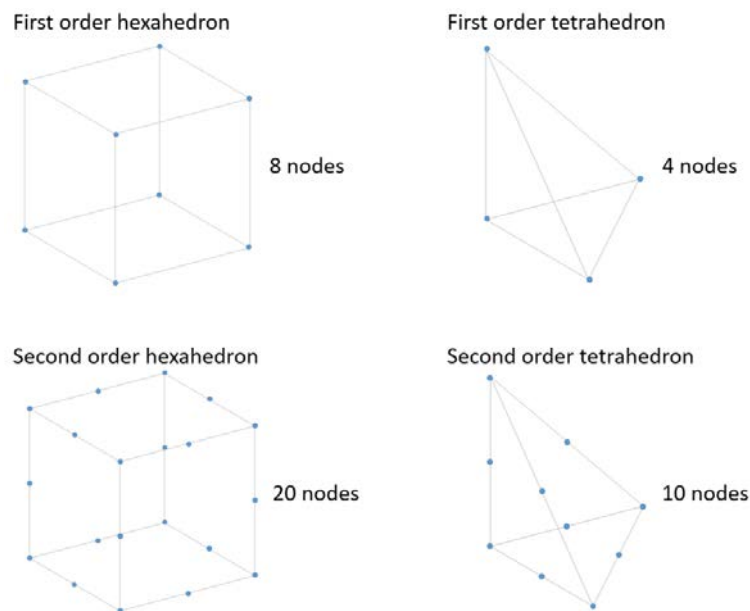 First order hexahedron
First order tetrahedron
8 nodes
4 nodes
Second order hexahedron
Second order tetrahedron
20 nodes
10 nodes